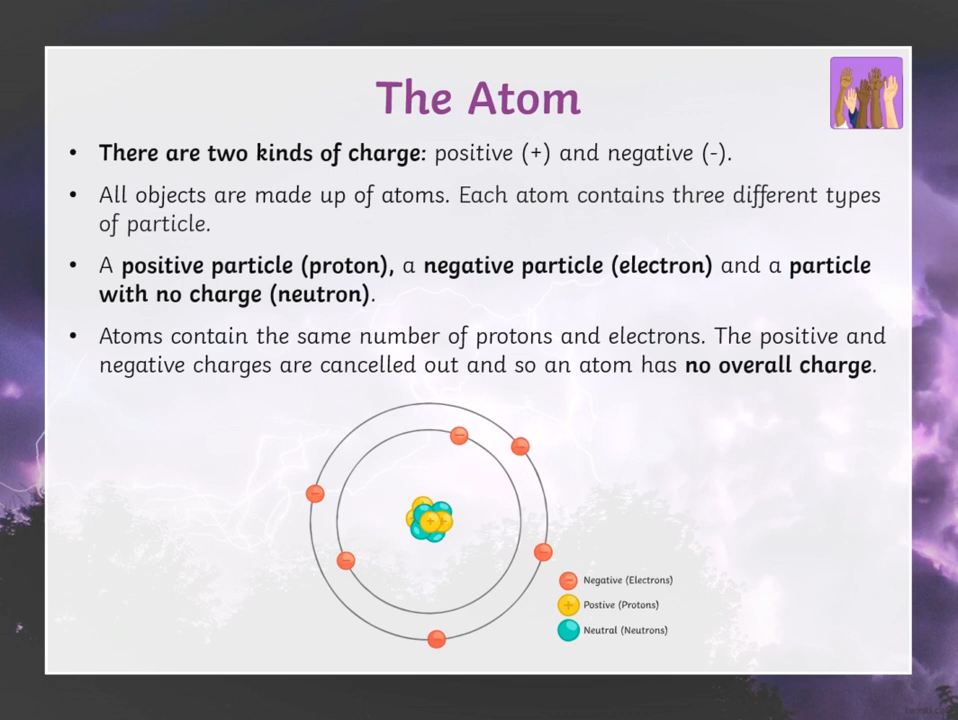 The Atom
• There are two kinds of charge: positive (+) and negative (-).
• All objects are made up of atoms. Each atom contains three different types
of particle.
• A positive particle (proton), a negative particle (electron) and a particle
with no charge (neutron).
• Atoms contain the same number of protons and electrons. The positive and
negative charges are cancelled out and so an atom has no overall charge.
Negative (Electrons)
Postive (Protons)
Neutral (Neutrons)